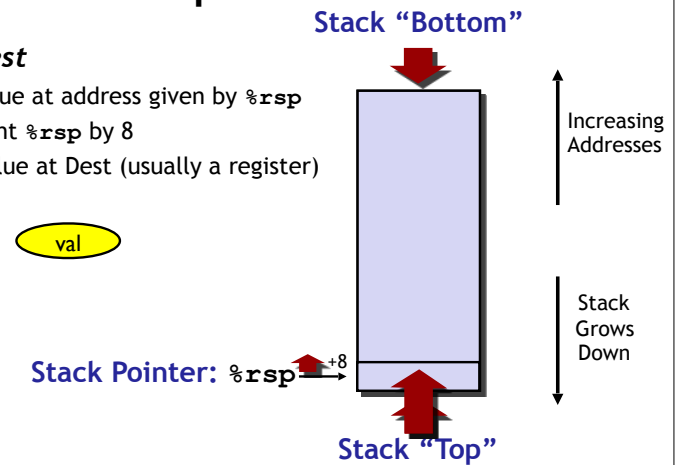 Stack “Bottom”
est
ue at address given by %rsp
nt %rsp by 8
lue at Dest (usually a register)
Increasing
Addresses
val
Stack
Grows
Down
Stack Pointer: %rsp
+8
Stack “Top”